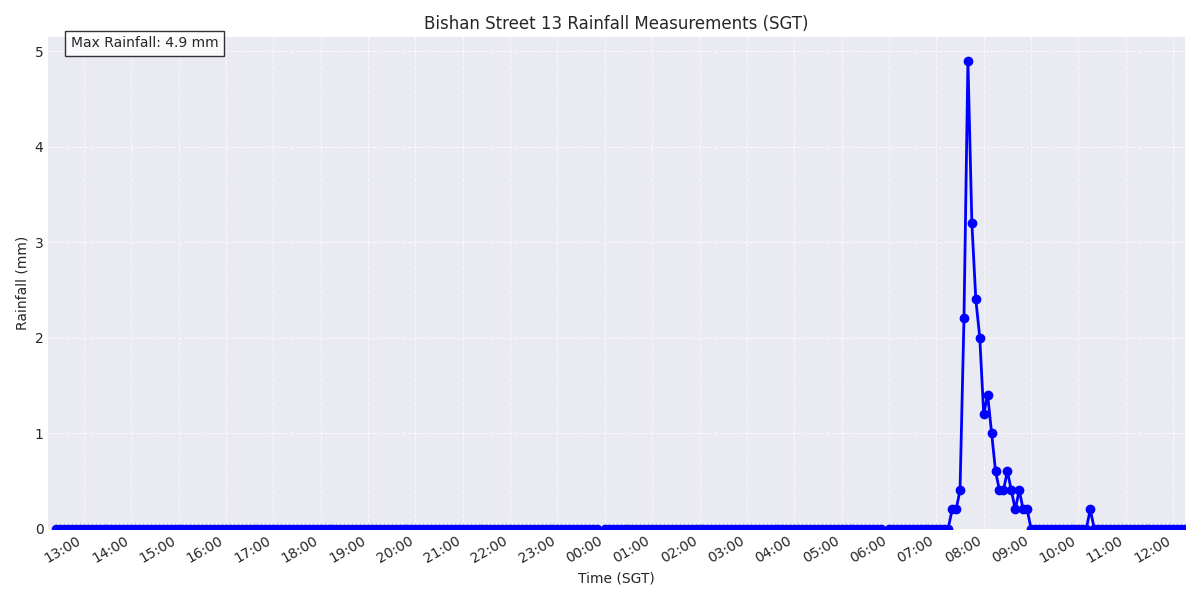 Bishan Street 13 Rainfall Measurements (SGT)
Max Rainfall: 4.9 mm
5
4
3
2
1
0
Rainfall (mm)
13:00 14:00 15:00 16:00 17:00 18:00 19:00 20:00 21:00 22:00 23:00 00:00 01:00 02:00 03:00 04:00 05:00 06:00 07:00 08:00 09:00 10:00 11:00 12:00
Time (SGT)